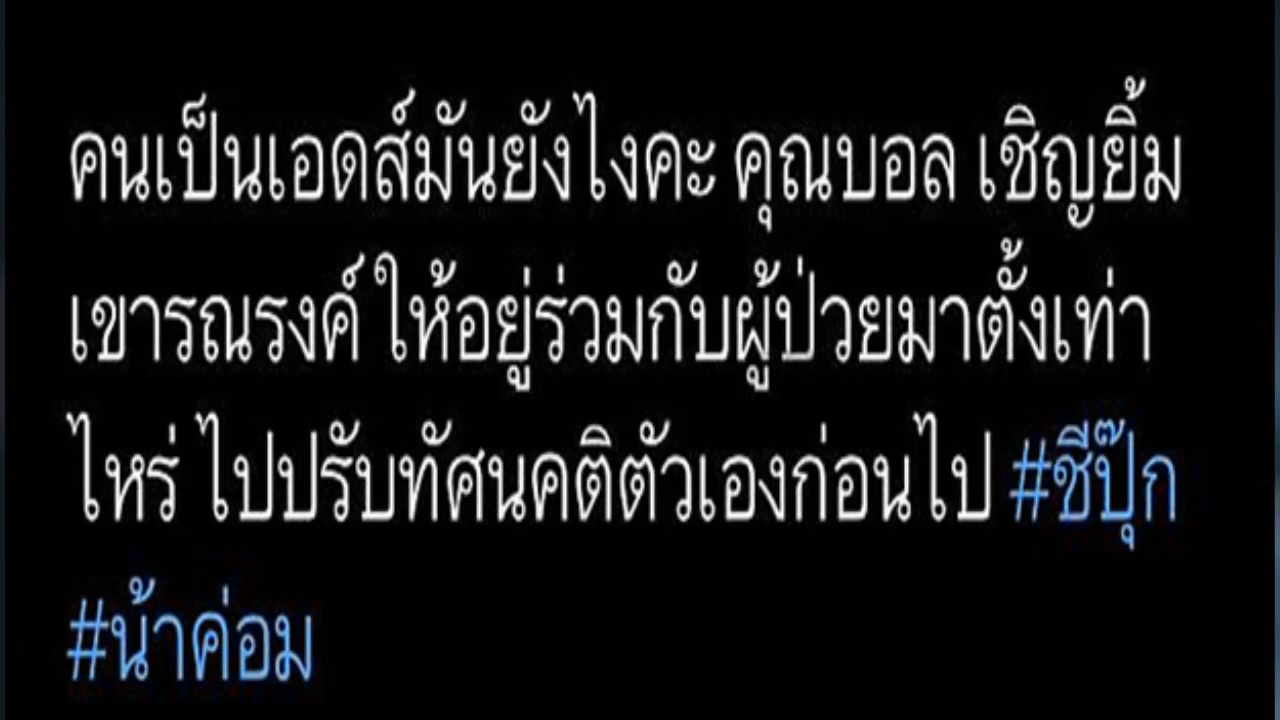 คนเป็นเอดส์มันยังไงคะ คุณบอล เชิญยิ้ม
เขารณรงค์ ให้อยู่ร่วมกับผู้ป่วยมาตั้งเท่า
ไหร่ ไปปรับทัศนคติตัวเองก่อนไป #ชีปุ๊ก
#น้าค่อม